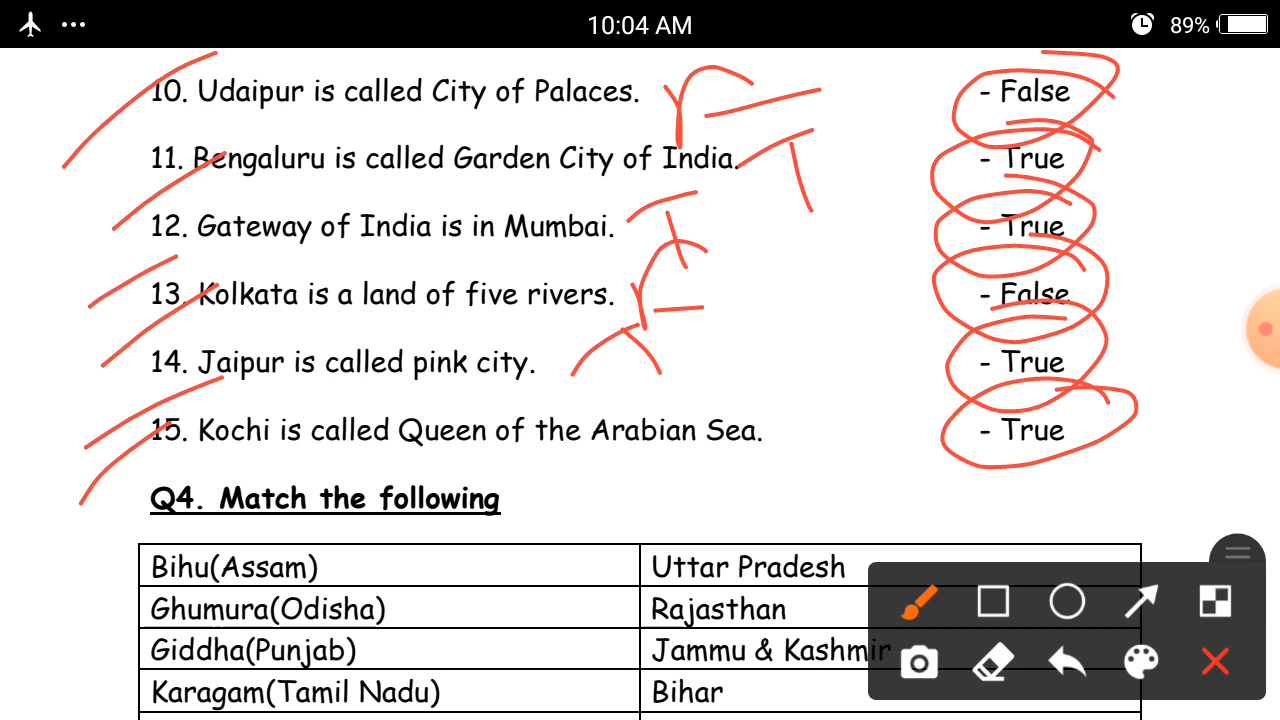 10:04 AM 89%
10. Udaipur is called City of Palaces. F - False
11. Bengaluru is called Garden City of India. T - True
12. Gateway of India is in Mumbai. T - True
13. Kolkata is a land of five rivers. F - False
14. Jaipur is called pink city. T - True
15. Kochi is called Queen of the Arabian Sea. - True
Q4. Match the following
Bihu(Assam) Uttar Pradesh
Ghumura(Odisha) Rajasthan
Giddha(Punjab) Jammu & Kashmir
Karagam(Tamil Nadu) Bihar